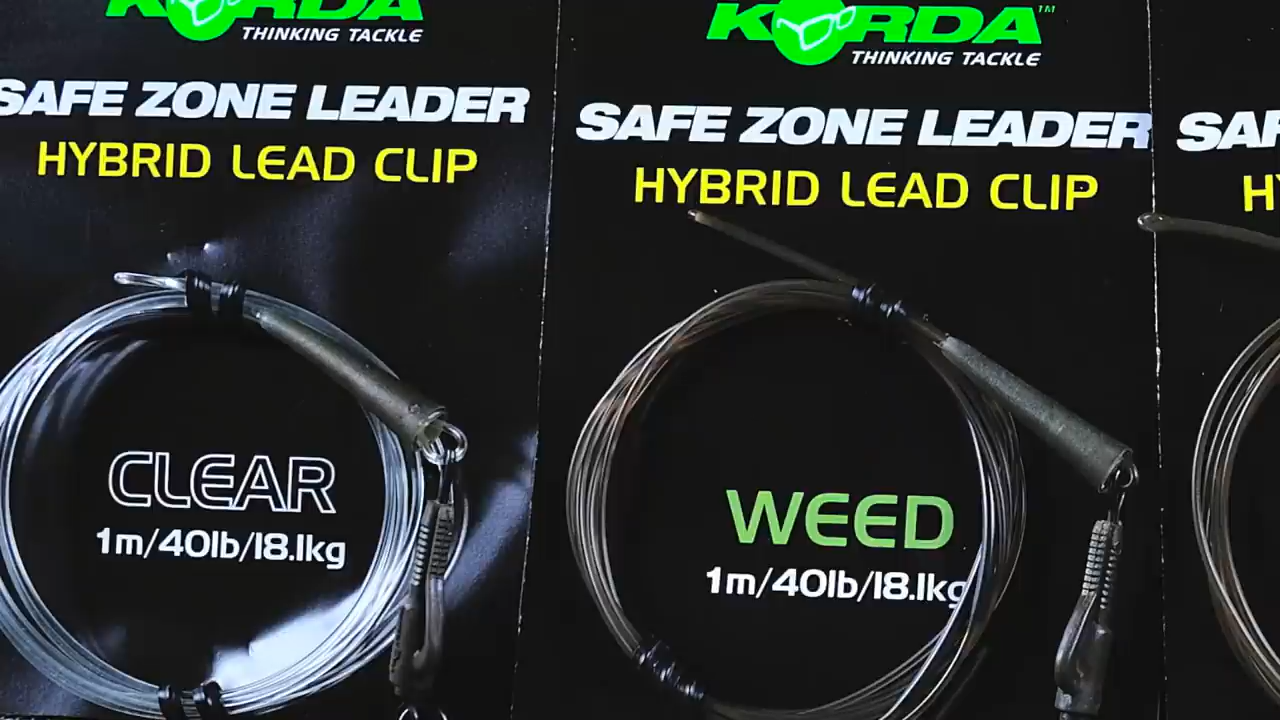 KORDA
THINKING TACKLE
SAFE ZONE LEADER
HYBRID LEAD CLIP
CLEAR
1m/40lb/18.1kg
KORDA™
THINKING TACKLE
SAFE ZONE LEADER
HYBRID LEAD CLIP
WEED
1m/40lb/18.1kg